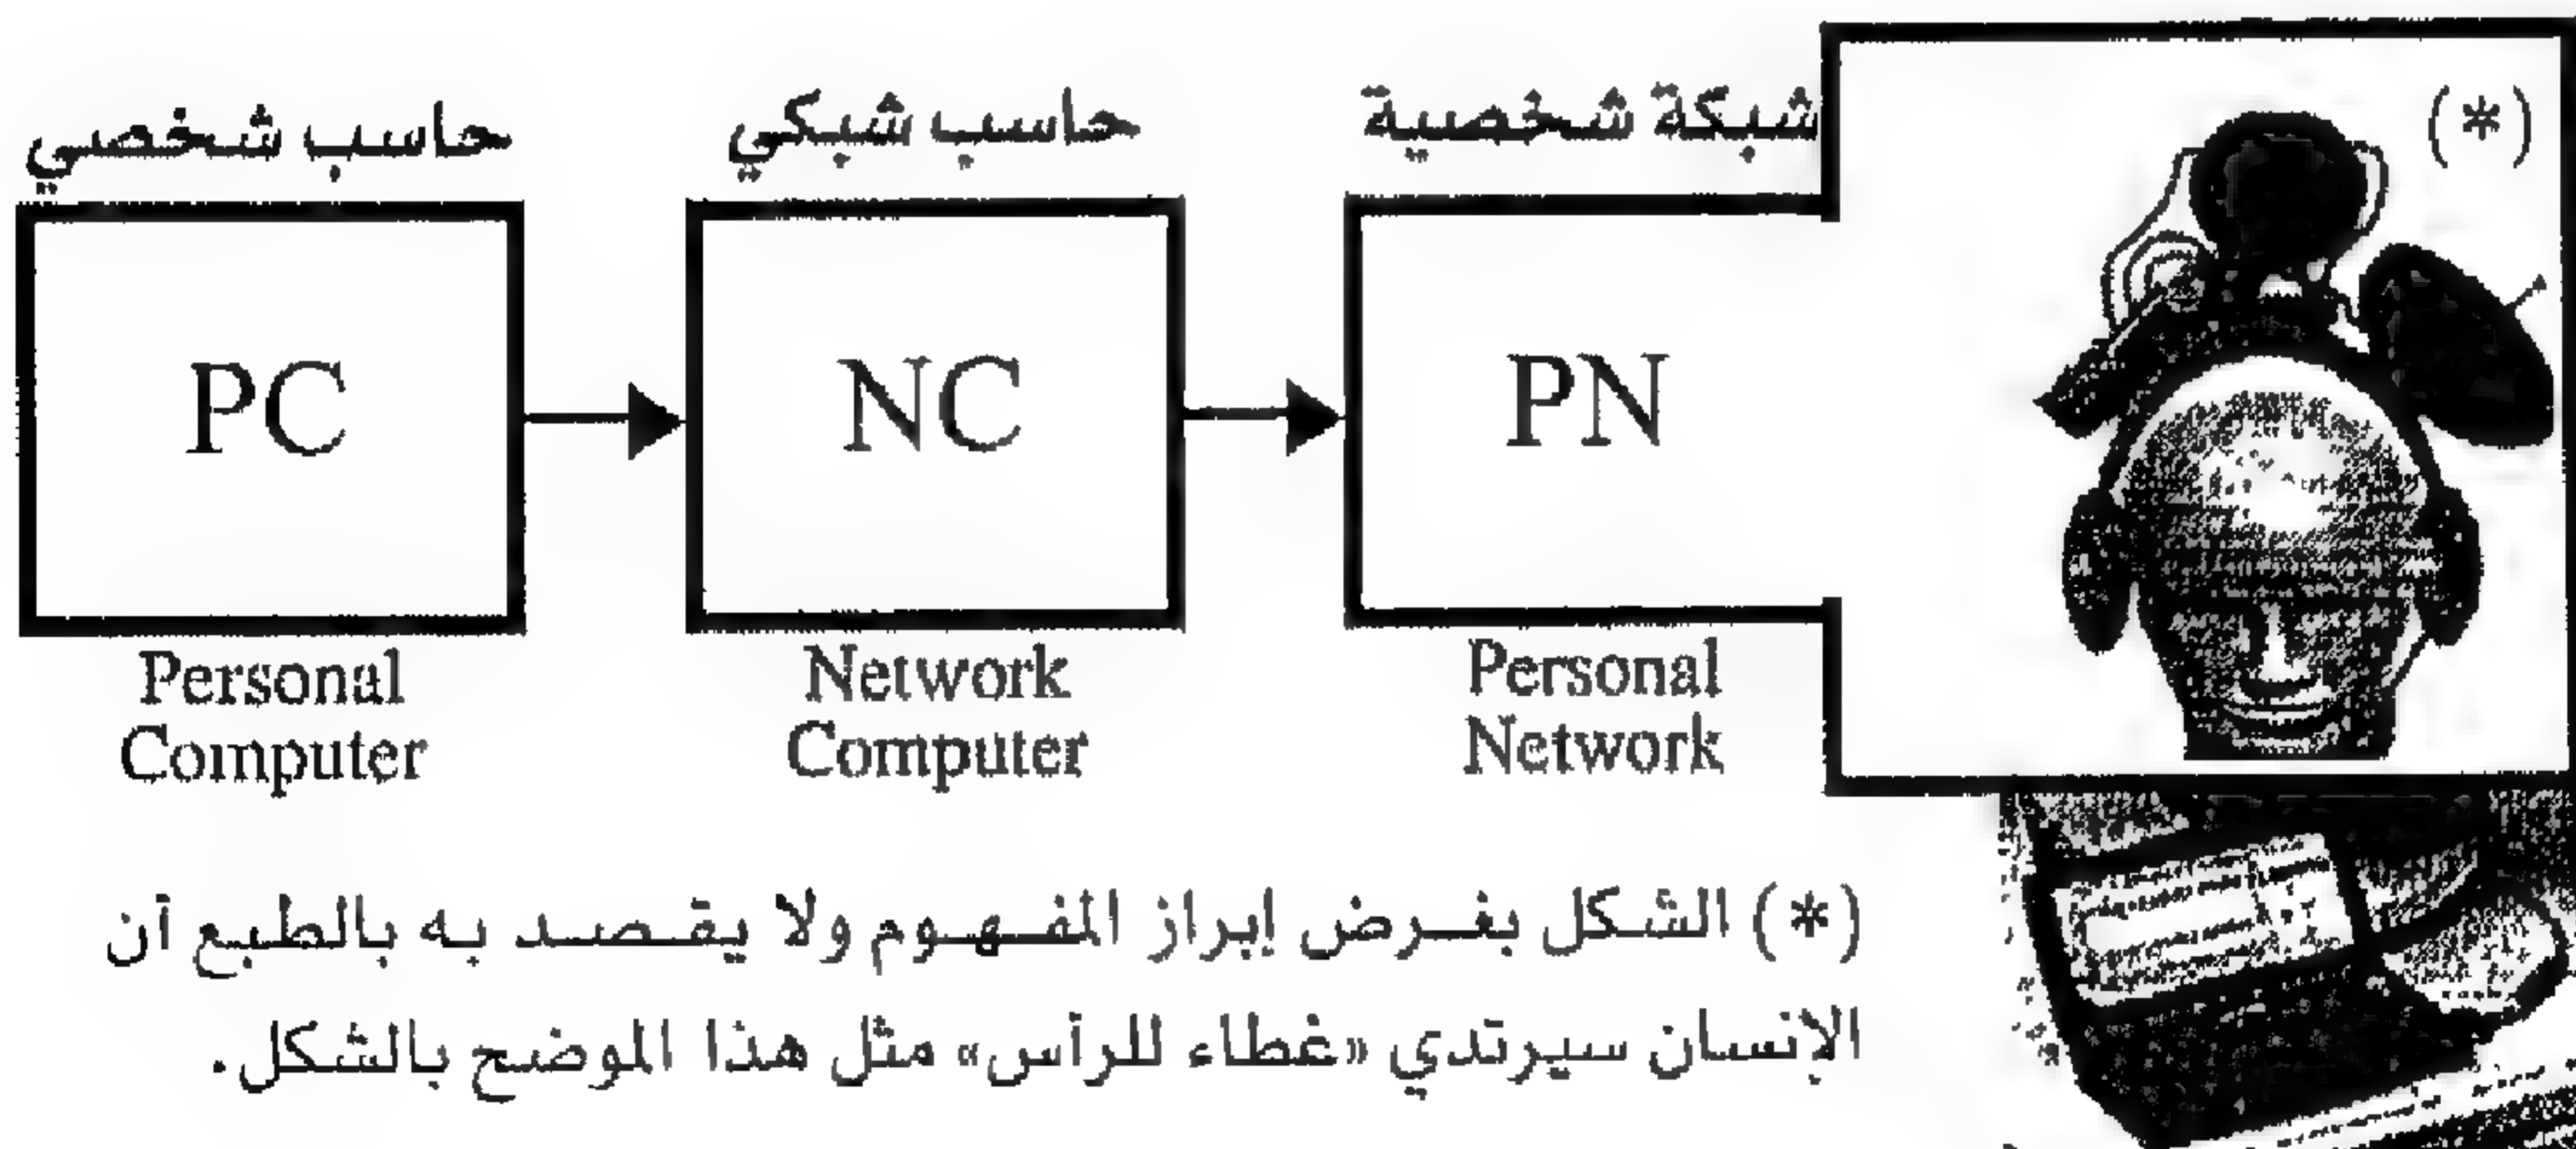 حاسب شخصي
PC
Personal
Computer
حاسب شبكي
NC
Network
Computer
شبكة شخصية
PN
Personal
Network
(*)
(*) الشكل بغرض إبراز المفهوم ولا يقصد به بالطبع أن
الإنسان سيرتدي «غطاء للرأس» مثل هذا الموضح بالشكل.